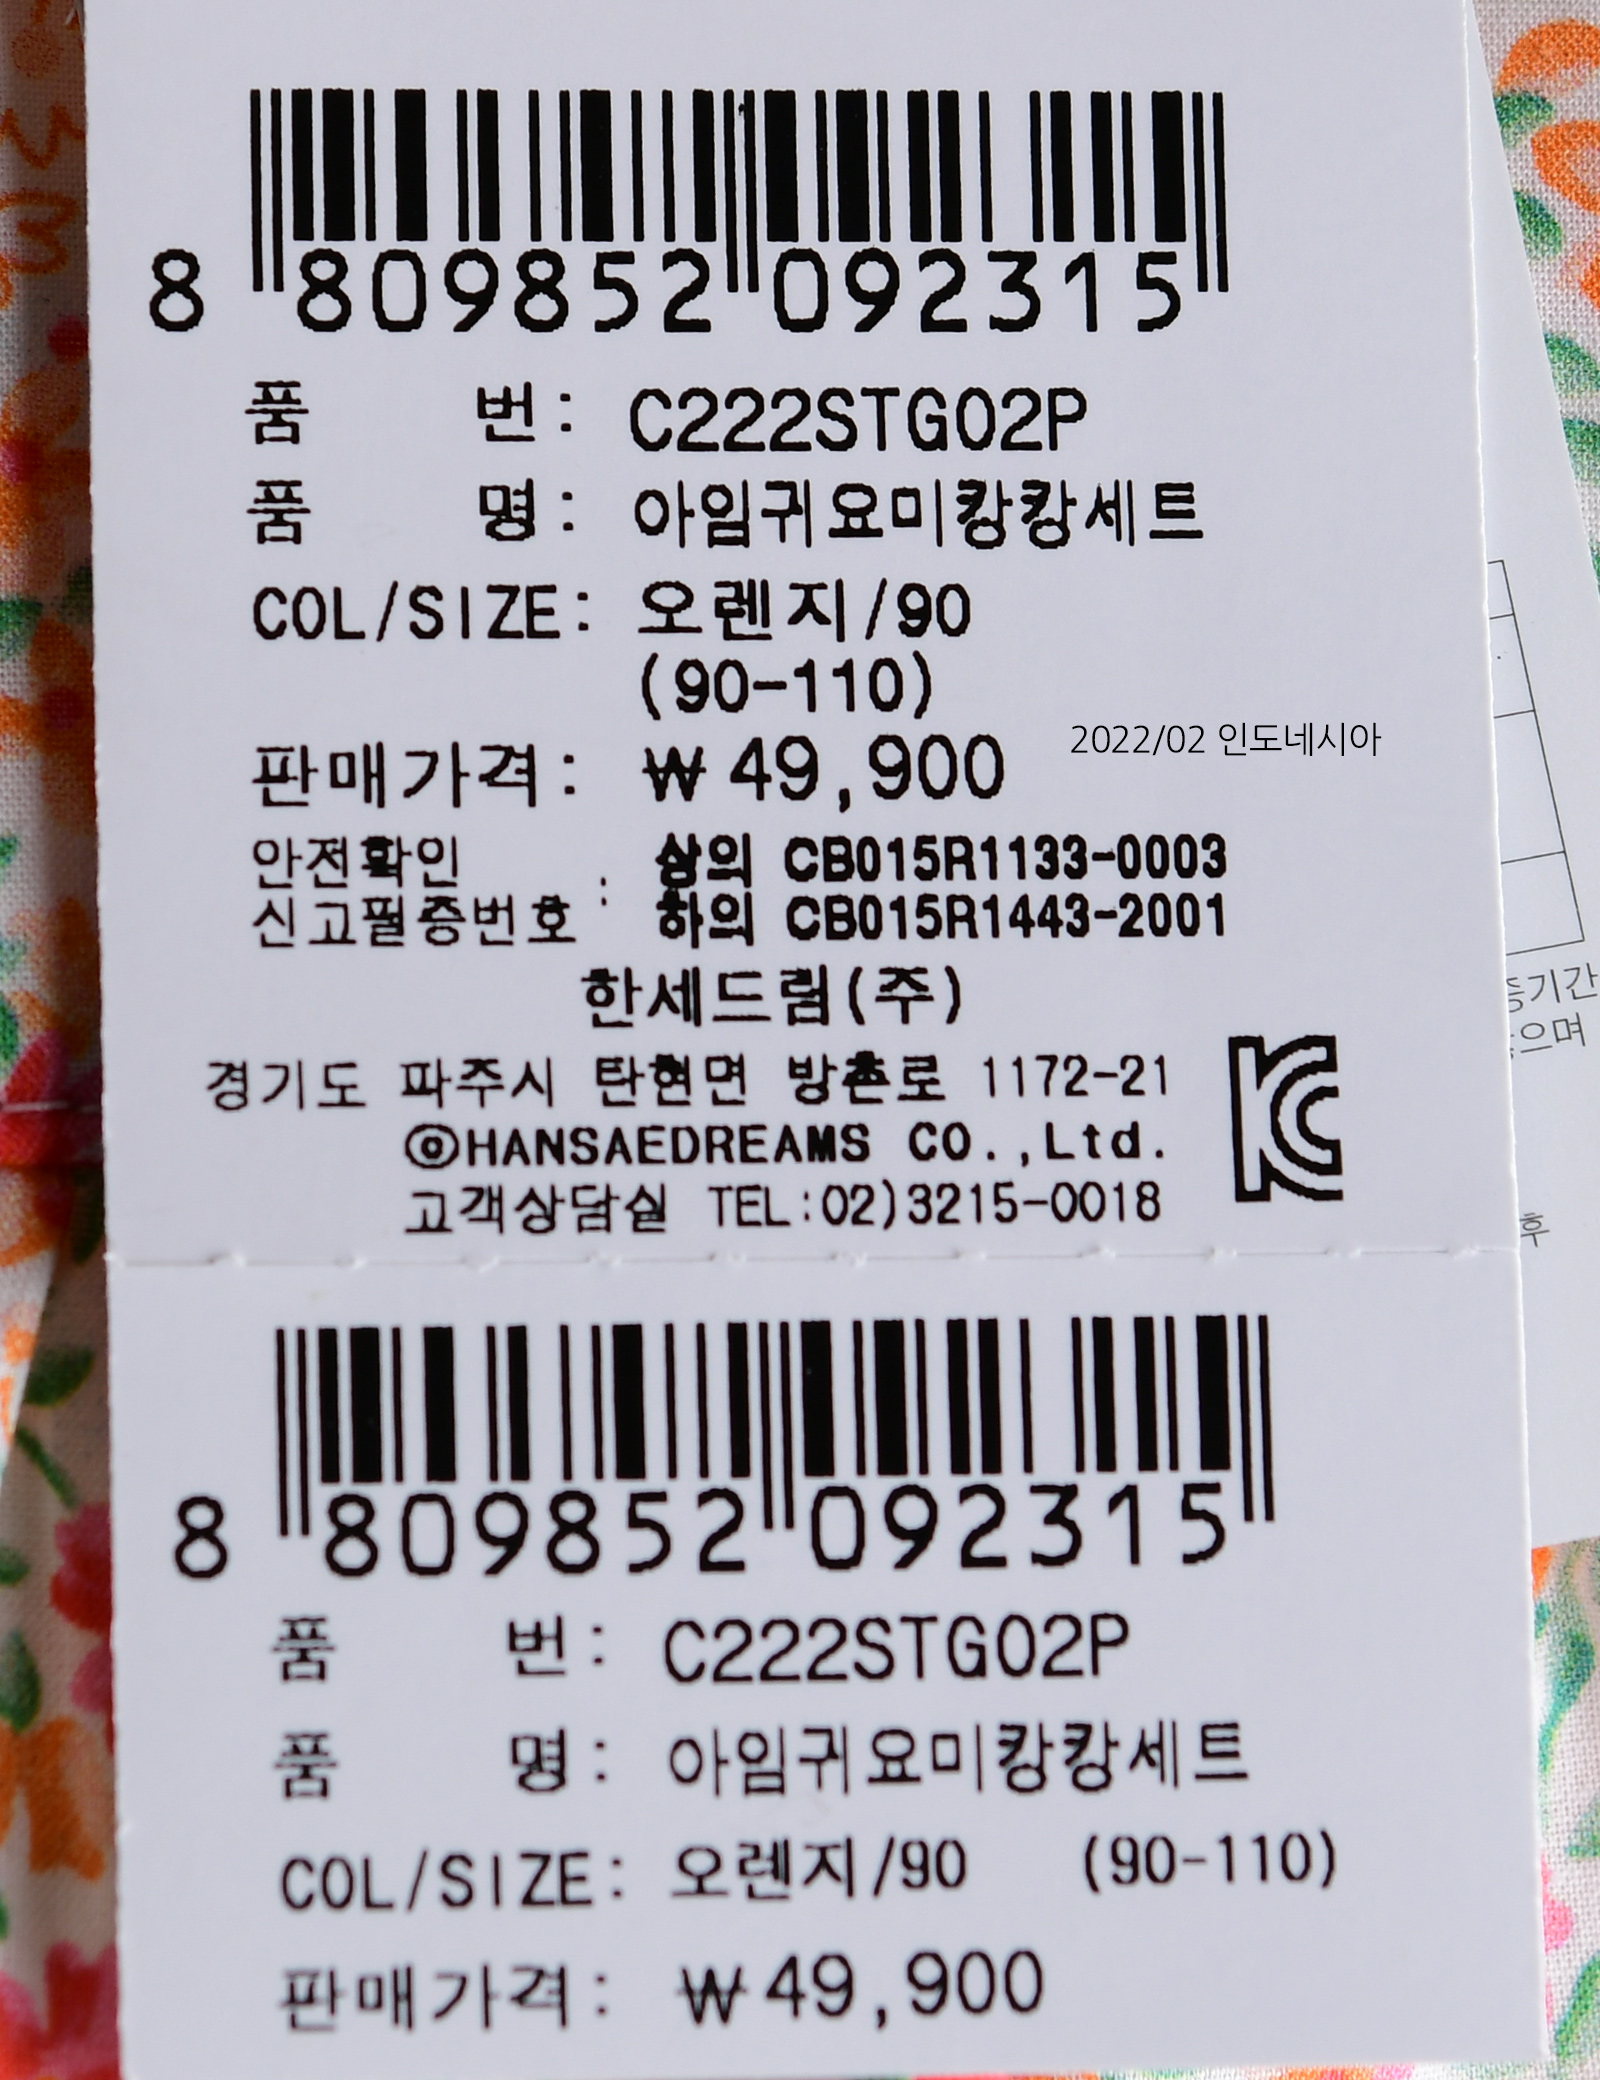 8 809852 092315
품 번: C222STG02P
품 명: 아임귀요미캉캉세트
COL/SIZE: 오렌지/90
(90-110)
판매가격: ₩49,900
2022/02 인도네시아
안전확인
신고필증번호 :
상의 CB015R1133-0003
하의 CB015R1443-2001
한세드림(주)
경기도 파주시 탄현면 방촌로 1172-21
©HANSAEDREAMS CO.,Ltd.
고객상담실 TEL:02)3215-0018
8 809852 092315
품 번: C222STG02P
품 명: 아임귀요미캉캉세트
COL/SIZE: 오렌지/90 (90-110)
판매가격: ₩49,900
기간
으며
후